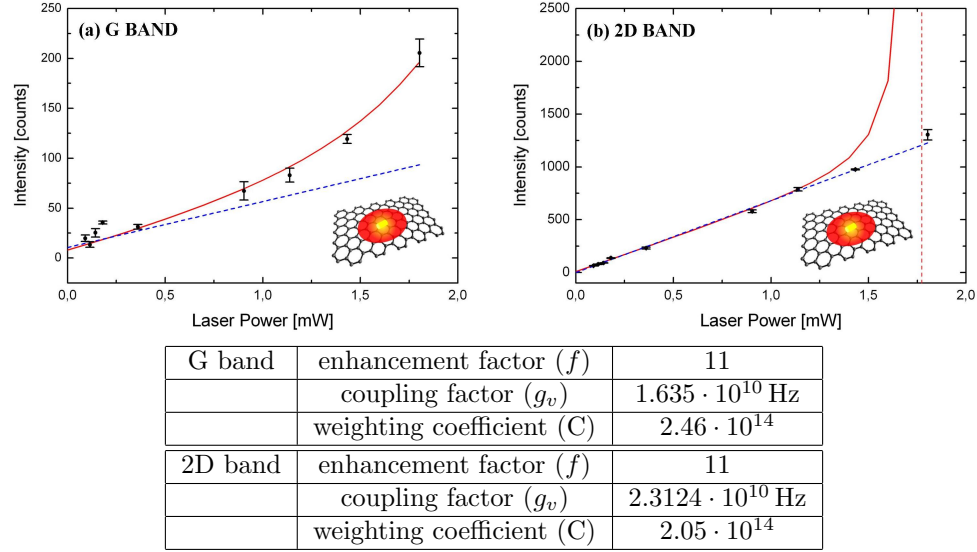 (a) G BAND
Intensity [counts]
250
200
150
100
50
0
0,0 0,5 1,0 1,5 2,0
Laser Power [mW]
(b) 2D BAND
Intensity [counts]
2500
2000
1500
1000
500
0
0,0 0,5 1,0 1,5 2,0
Laser Power [mW]
G band enhancement factor (f) 11
coupling factor (g_v) 1.635 · 10^10 Hz
weighting coefficient (C) 2.46 · 10^14
2D band enhancement factor (f) 11
coupling factor (g_v) 2.3124 · 10^10 Hz
weighting coefficient (C) 2.05 · 10^14